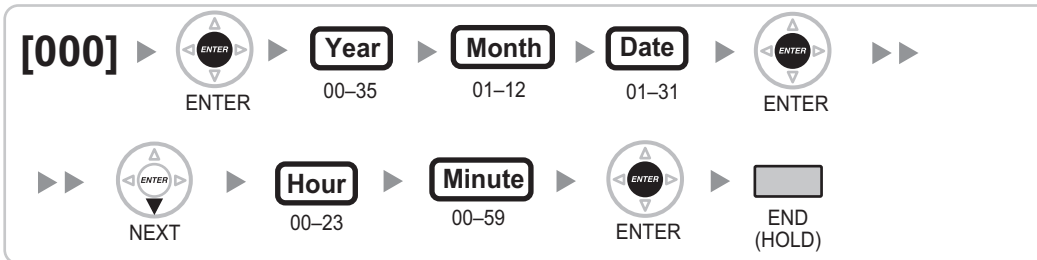 [000] ENTER Year Month Date ENTER
ENTER 00–35 01–12 01–31 ENTER
ENTER Hour Minute ENTER
NEXT 00–23 00–59 ENTER END
(HOLD)